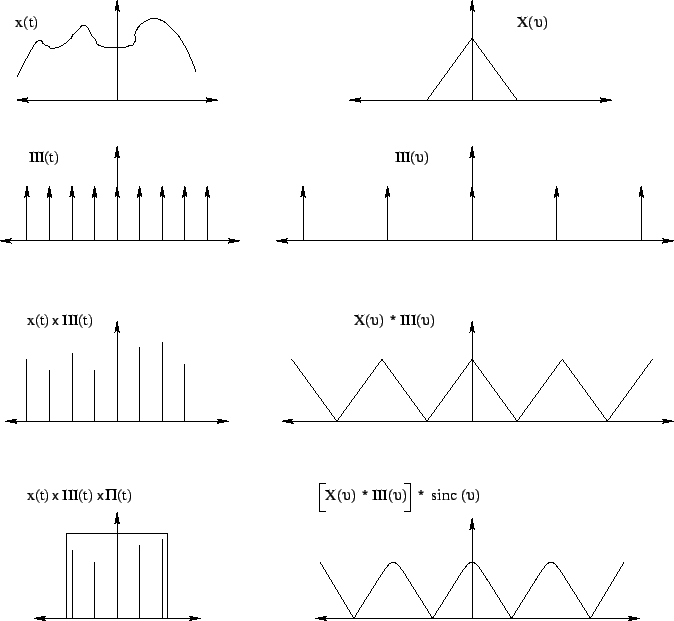 x(t)
X(υ)
III(t)
III(υ)
x(t) x III(t)
X(υ) * III(υ)
x(t) x III(t) x Π(t)
[X(υ) * III(υ)] * sinc (υ)